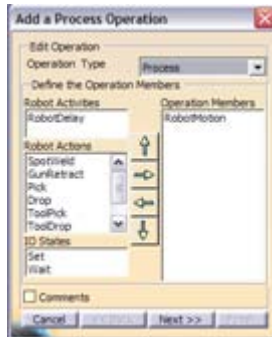 Add a Process Operation
Edit Operation
Operation Type
Process
Define the Operation Members
Robot Activities
Operation Members
RobotDelay
RobotMotion
Robot Actions
SpotWeld
GunRetract
Pick
Drop
ToolPick
ToolDrop
IO States
Set
Wait
Comments
Cancel
Next >>